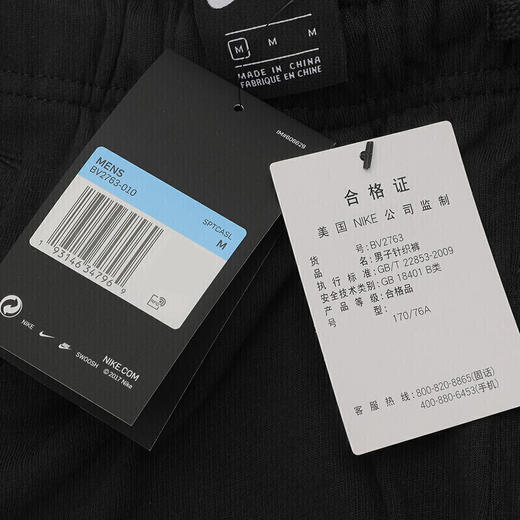 M M M
MADE IN CHINA
FABRIQUE EN CHINE
IM#606629
MENS
BV2763-010
SPTCASL
M
1 93146 34796 9
NIKE
SWOOSH
NIKE.COM
© 2017 Nike
合格证
美国 NIKE 公司监制
货号:BV2763
品名:男子针织裤
执行标准:GB/T 22853-2009
安全技术类别:GB 18401 B类
产品等级:合格品
型号:170/76A
客服热线:800-820-8865(固话)
400-880-6453(手机)